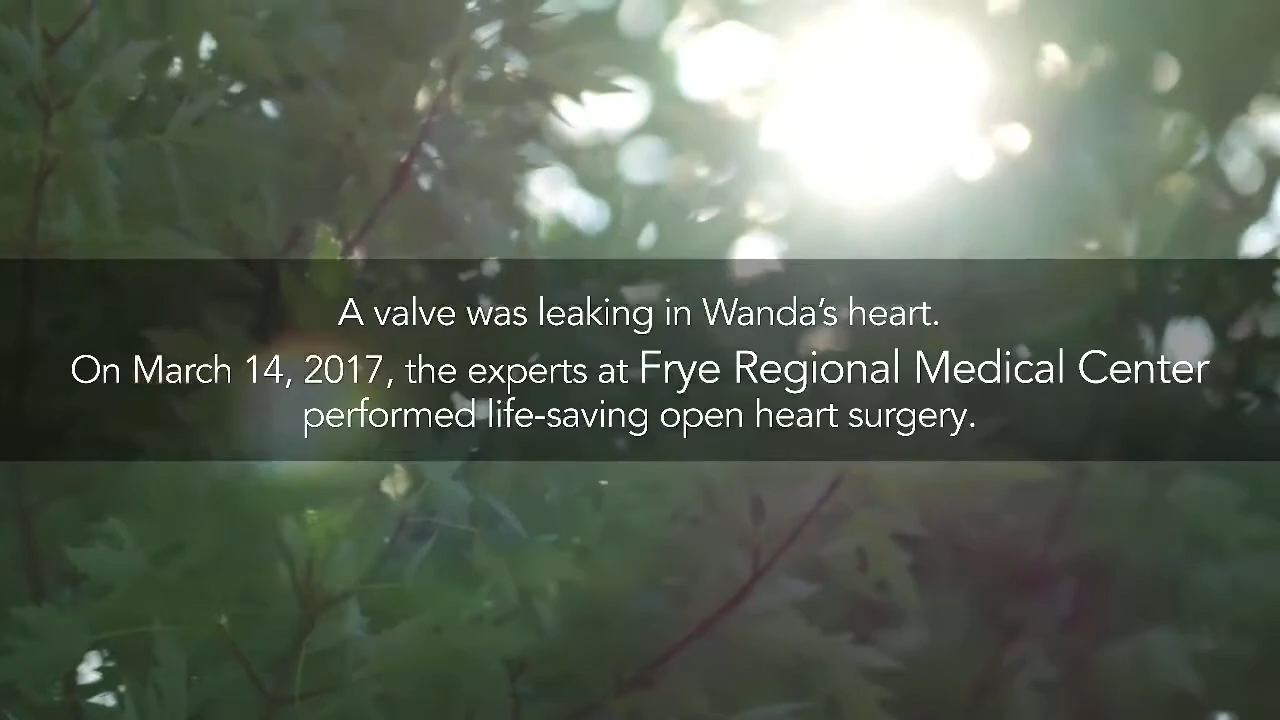 A valve was leaking in Wanda’s heart.
On March 14, 2017, the experts at Frye Regional Medical Center
performed life-saving open heart surgery.